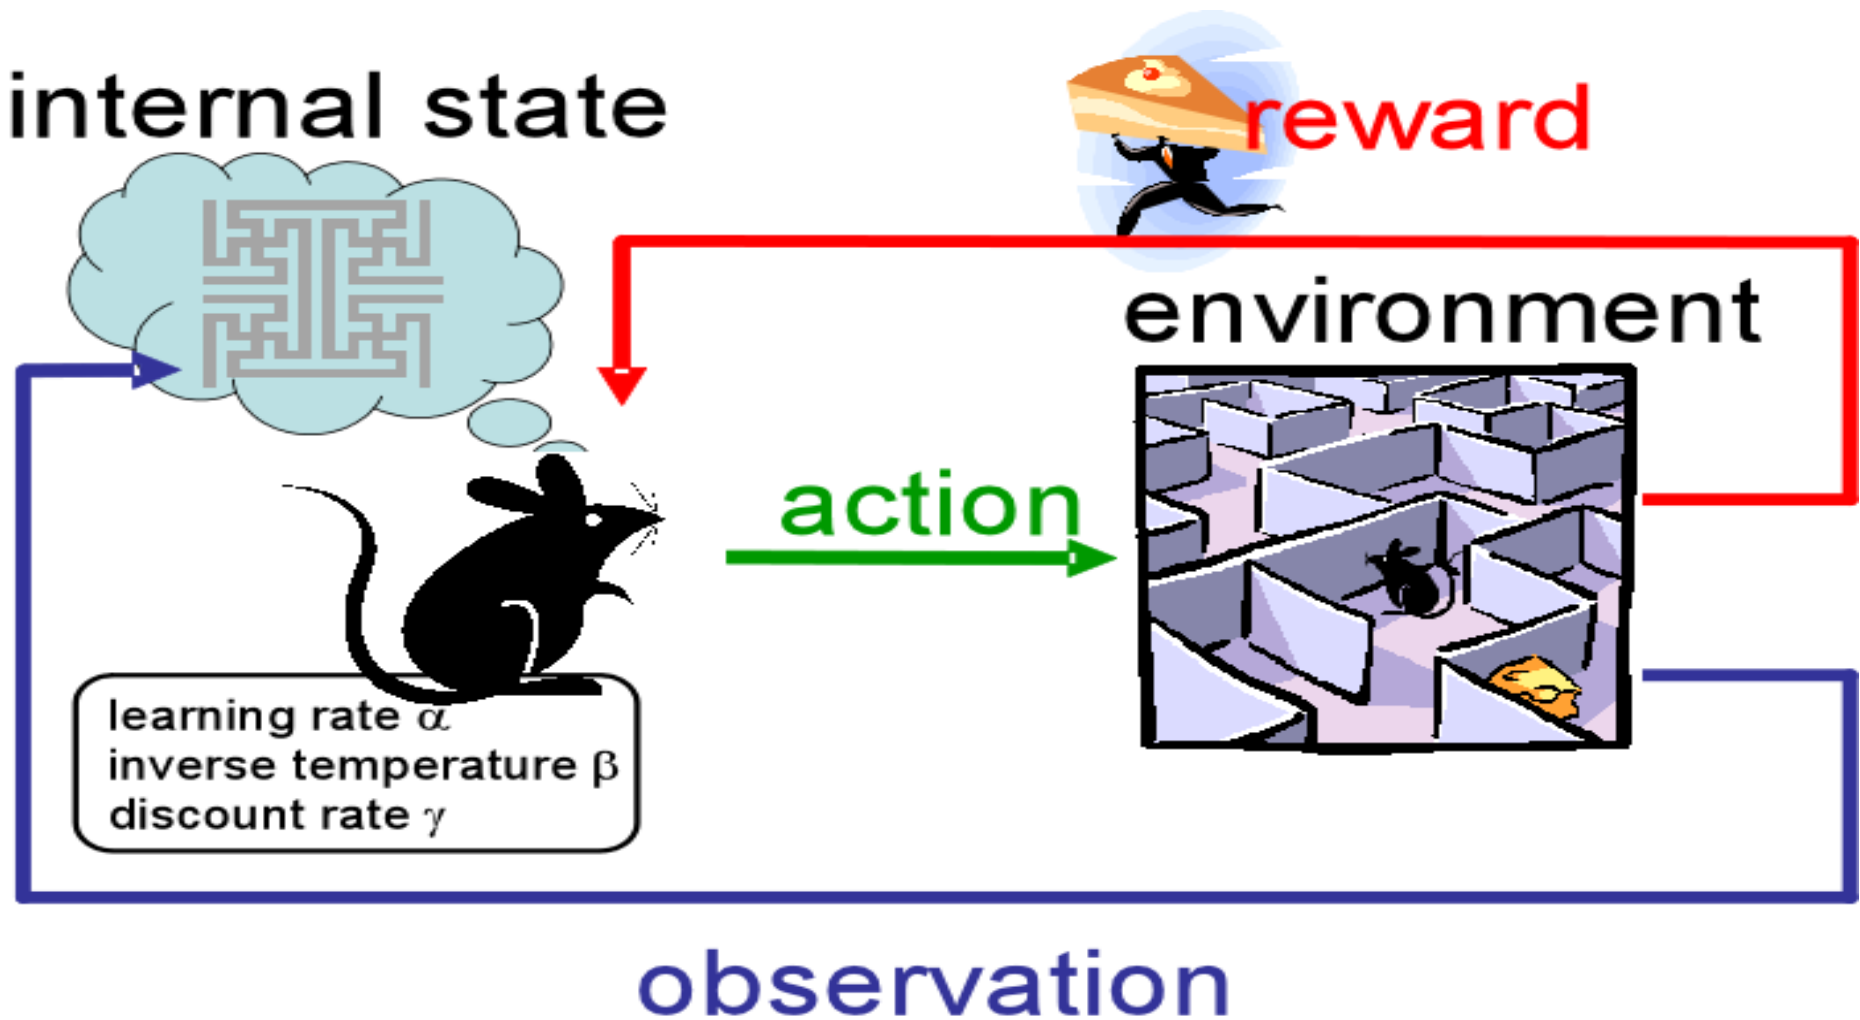 internal state
reward
environment
action
learning rate α
inverse temperature β
discount rate γ
observation